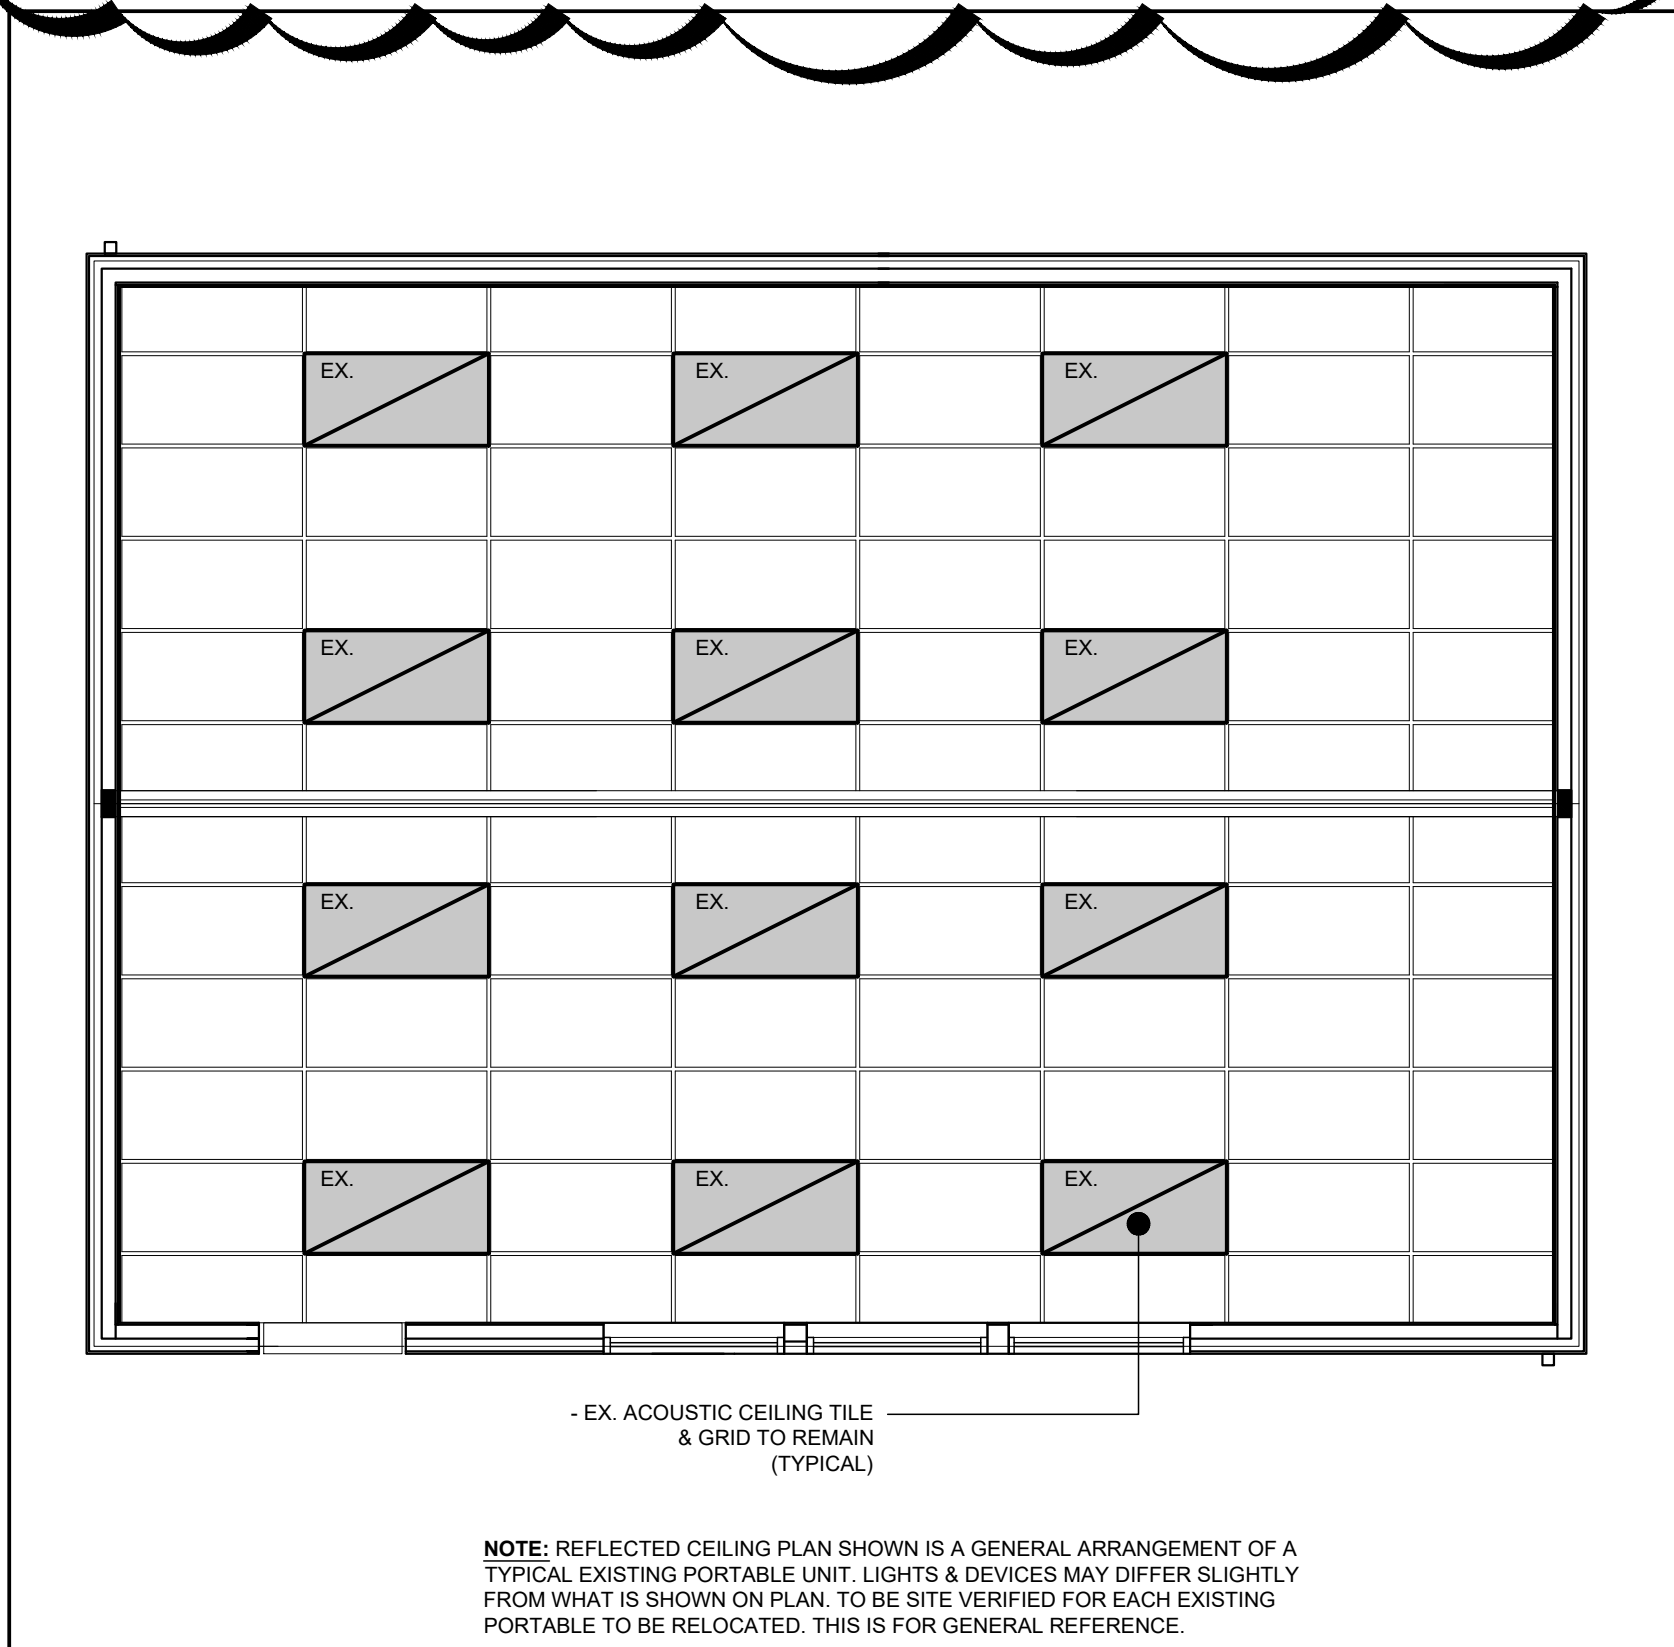 EX. EX. EX.
EX. EX. EX.
EX. EX. EX.
EX. EX. EX.
- EX. ACOUSTIC CEILING TILE
& GRID TO REMAIN
(TYPICAL)
NOTE: REFLECTED CEILING PLAN SHOWN IS A GENERAL ARRANGEMENT OF A
TYPICAL EXISTING PORTABLE UNIT. LIGHTS & DEVICES MAY DIFFER SLIGHTLY
FROM WHAT IS SHOWN ON PLAN. TO BE SITE VERIFIED FOR EACH EXISTING
PORTABLE TO BE RELOCATED. THIS IS FOR GENERAL REFERENCE.